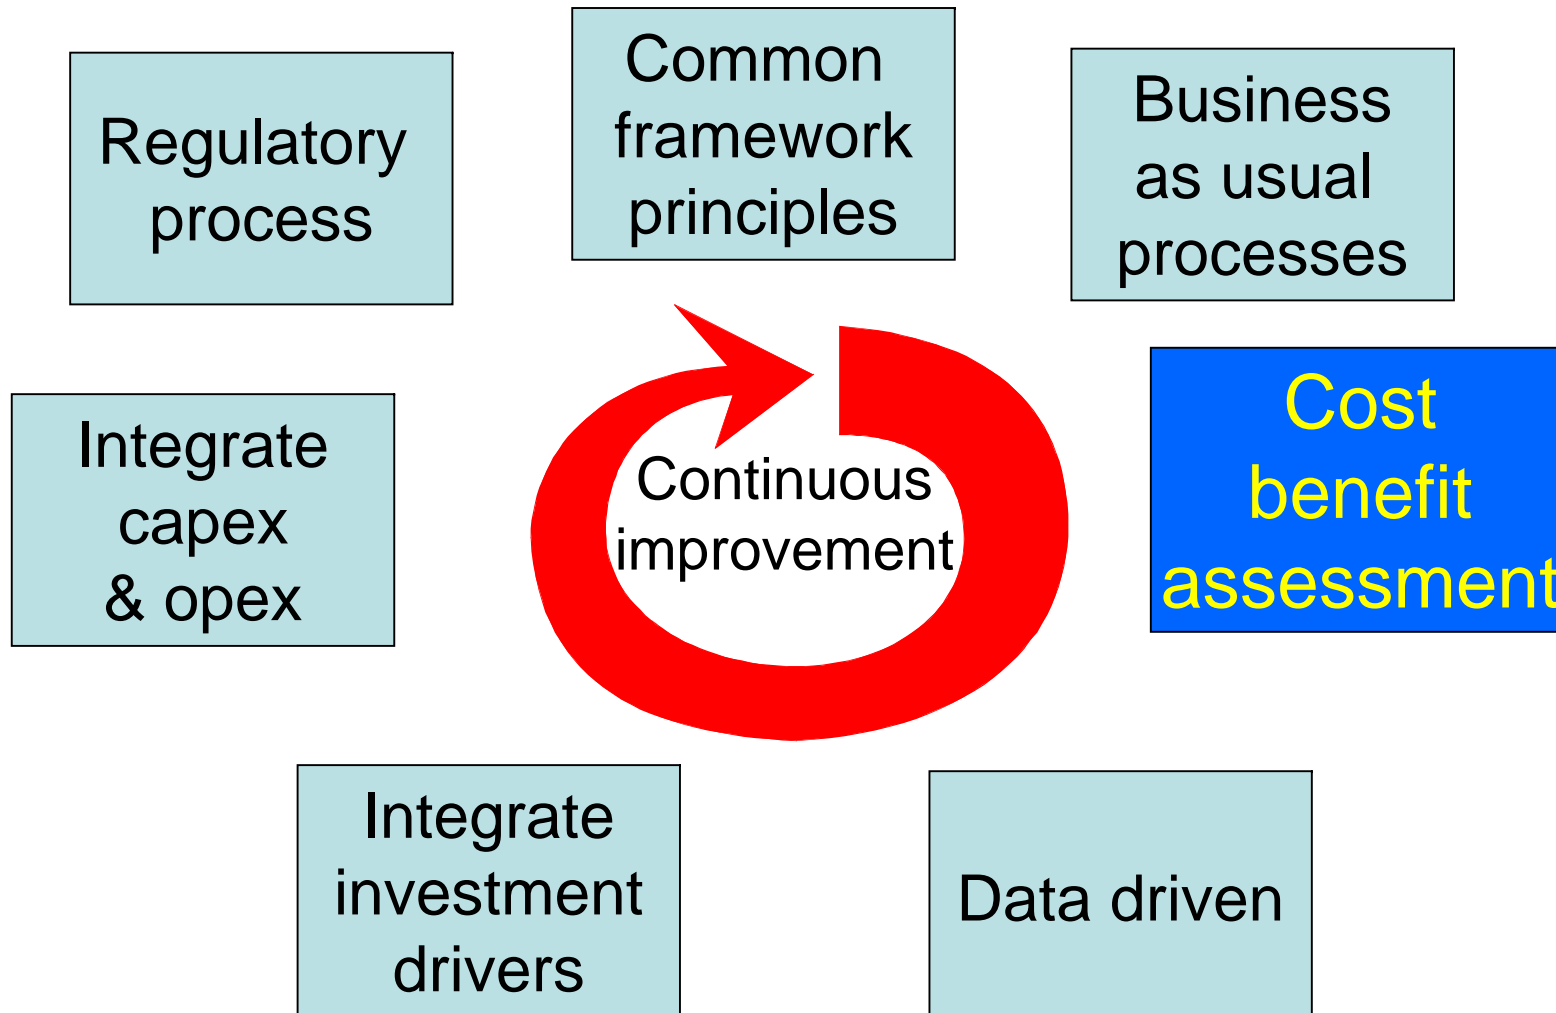 Regulatory
process
Common
framework
principles
Business
as usual
processes
Integrate
capex
& opex
Continuous
improvement
Cost
benefit
assessment
Integrate
investment
drivers
Data driven